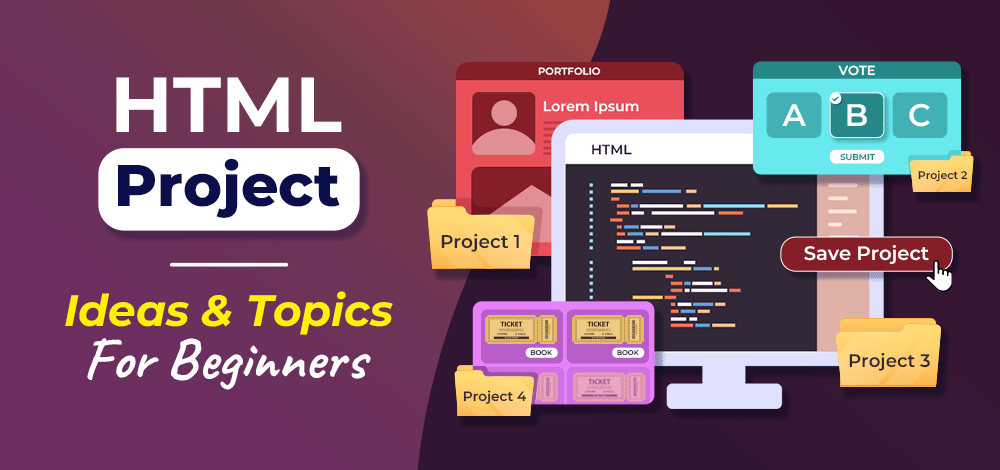 HTML
Project
Ideas & Topics
For Beginners
PORTFOLIO
Lorem Ipsum
Project 1
HTML
VOTE
A B C
SUBMIT
Project 2
Save Project
Project 3
TICKET
BOOK
TICKET
BOOK
TICKET
TICKET
Project 4